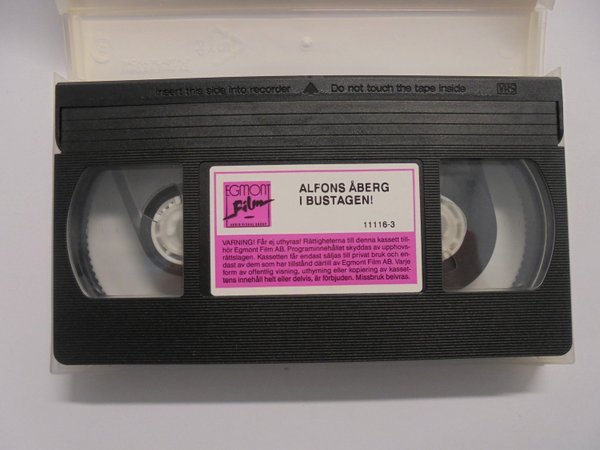 Insert this side into recorder
Do not touch the tape inside
VHS
EGMONT
Film
ALFONS ÅBERG
I BUSTAGEN!
11116-3
VARNING! Får ej uthyras! Rättigheterna till denna kassett till-
hör Egmont Film AB. Programinnehållet skyddas av upphovs-
rättslagen. Kassetten får endast säljas till privat bruk och en-
dast av dem som har tillstånd därtill av Egmont Film AB. Varje
form av offentlig visning, uthyrning eller kopiering av kasset-
tens innehåll helt eller delvis, är förbjuden. Missbruk beivras.